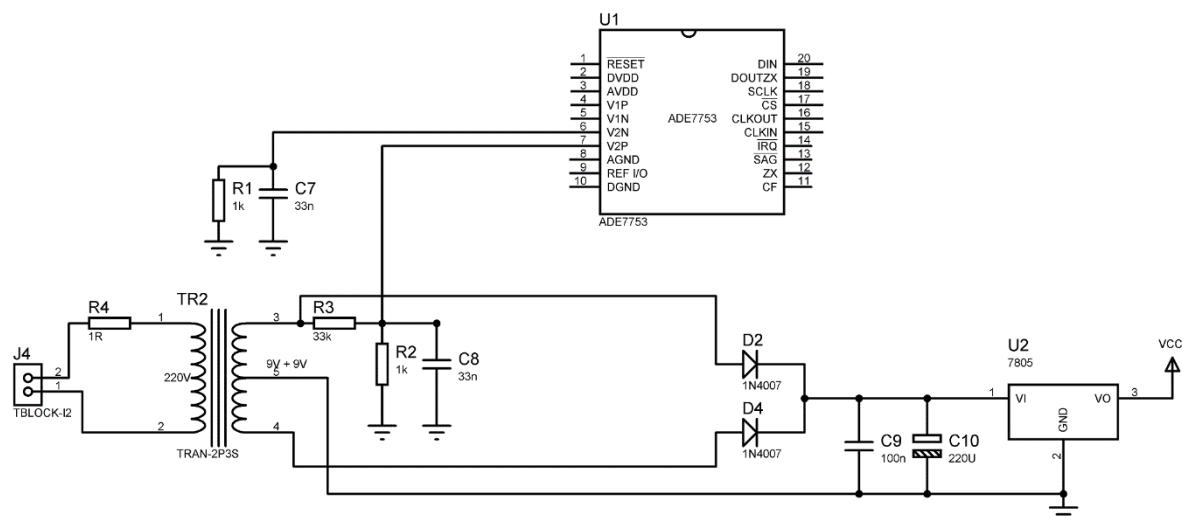 U1
1 RESET DIN 20
2 DVDD DOUTZX 19
3 AVDD SCLK 18
4 V1P CS 17
5 V1N ADE7753 CLKOUT 16
6 V2N CLKIN 15
7 V2P IRQ 14
8 AGND SAG 13
9 REF I/O ZX 12
10 DGND CF 11
ADE7753
R1
1k
C7
33n
J4
2
1
TBLOCK-I2
R4
1R
TR2
1
220V
2
3
9V + 9V
5
4
TRAN-2P3S
R3
33k
R2
1k
C8
33n
D2
1N4007
D4
1N4007
C9
100n
C10
220U
U2
7805
1 VI VO 3
GND
2
VCC